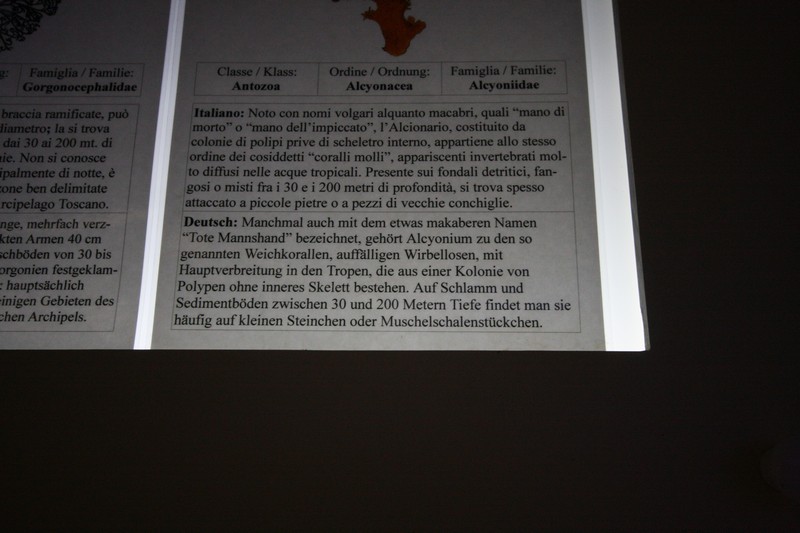 g:
Famiglia / Familie:
Gorgonocephalidae
braccia ramificate, può
diametro; la si trova
dai 30 ai 200 mt. di
ie. Non si conosce
ipalmente di notte, è
zone ben delimitate
rcipelago Toscano.
nge, mehrfach verz-
kten Armen 40 cm
schböden von 30 bis
orgonien festgeklam-
: hauptsächlich
einigen Gebieten des
chen Archipels.
Classe / Klass:
Antozoa
Ordine / Ordnung:
Alcyonacea
Famiglia / Familie:
Alcyoniidae
Italiano: Noto con nomi volgari alquanto macabri, quali “mano di
morto” o “mano dell’impiccato”, l’Alcionario, costituito da
colonie di polipi prive di scheletro interno, appartiene allo stesso
ordine dei cosiddetti “coralli molli”, appariscenti invertebrati mol-
to diffusi nelle acque tropicali. Presente sui fondali detritici, fan-
gosi o misti fra i 30 e i 200 metri di profondità, si trova spesso
attaccato a piccole pietre o a pezzi di vecchie conchiglie.
Deutsch: Manchmal auch mit dem etwas makaberen Namen
“Tote Mannshand” bezeichnet, gehört Alcyonium zu den so
genannten Weichkorallen, auffälligen Wirbellosen, mit
Hauptverbreitung in den Tropen, die aus einer Kolonie von
Polypen ohne inneres Skelett bestehen. Auf Schlamm und
Sedimentböden zwischen 30 und 200 Metern Tiefe findet man sie
häufig auf kleinen Steinchen oder Muschelschalenstückchen.